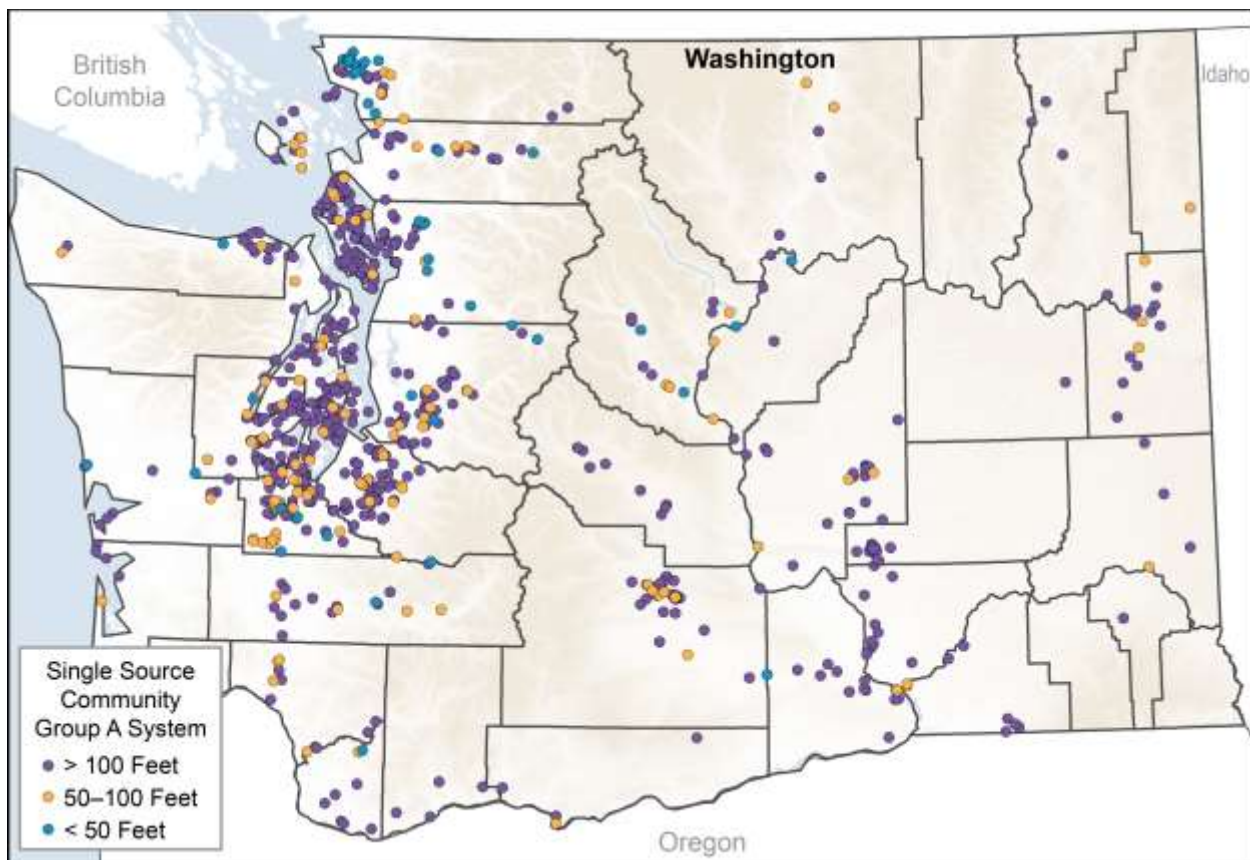 British
Columbia
Washington
Idaho
Single Source
Community
Group A System
> 100 Feet
50–100 Feet
< 50 Feet
Oregon